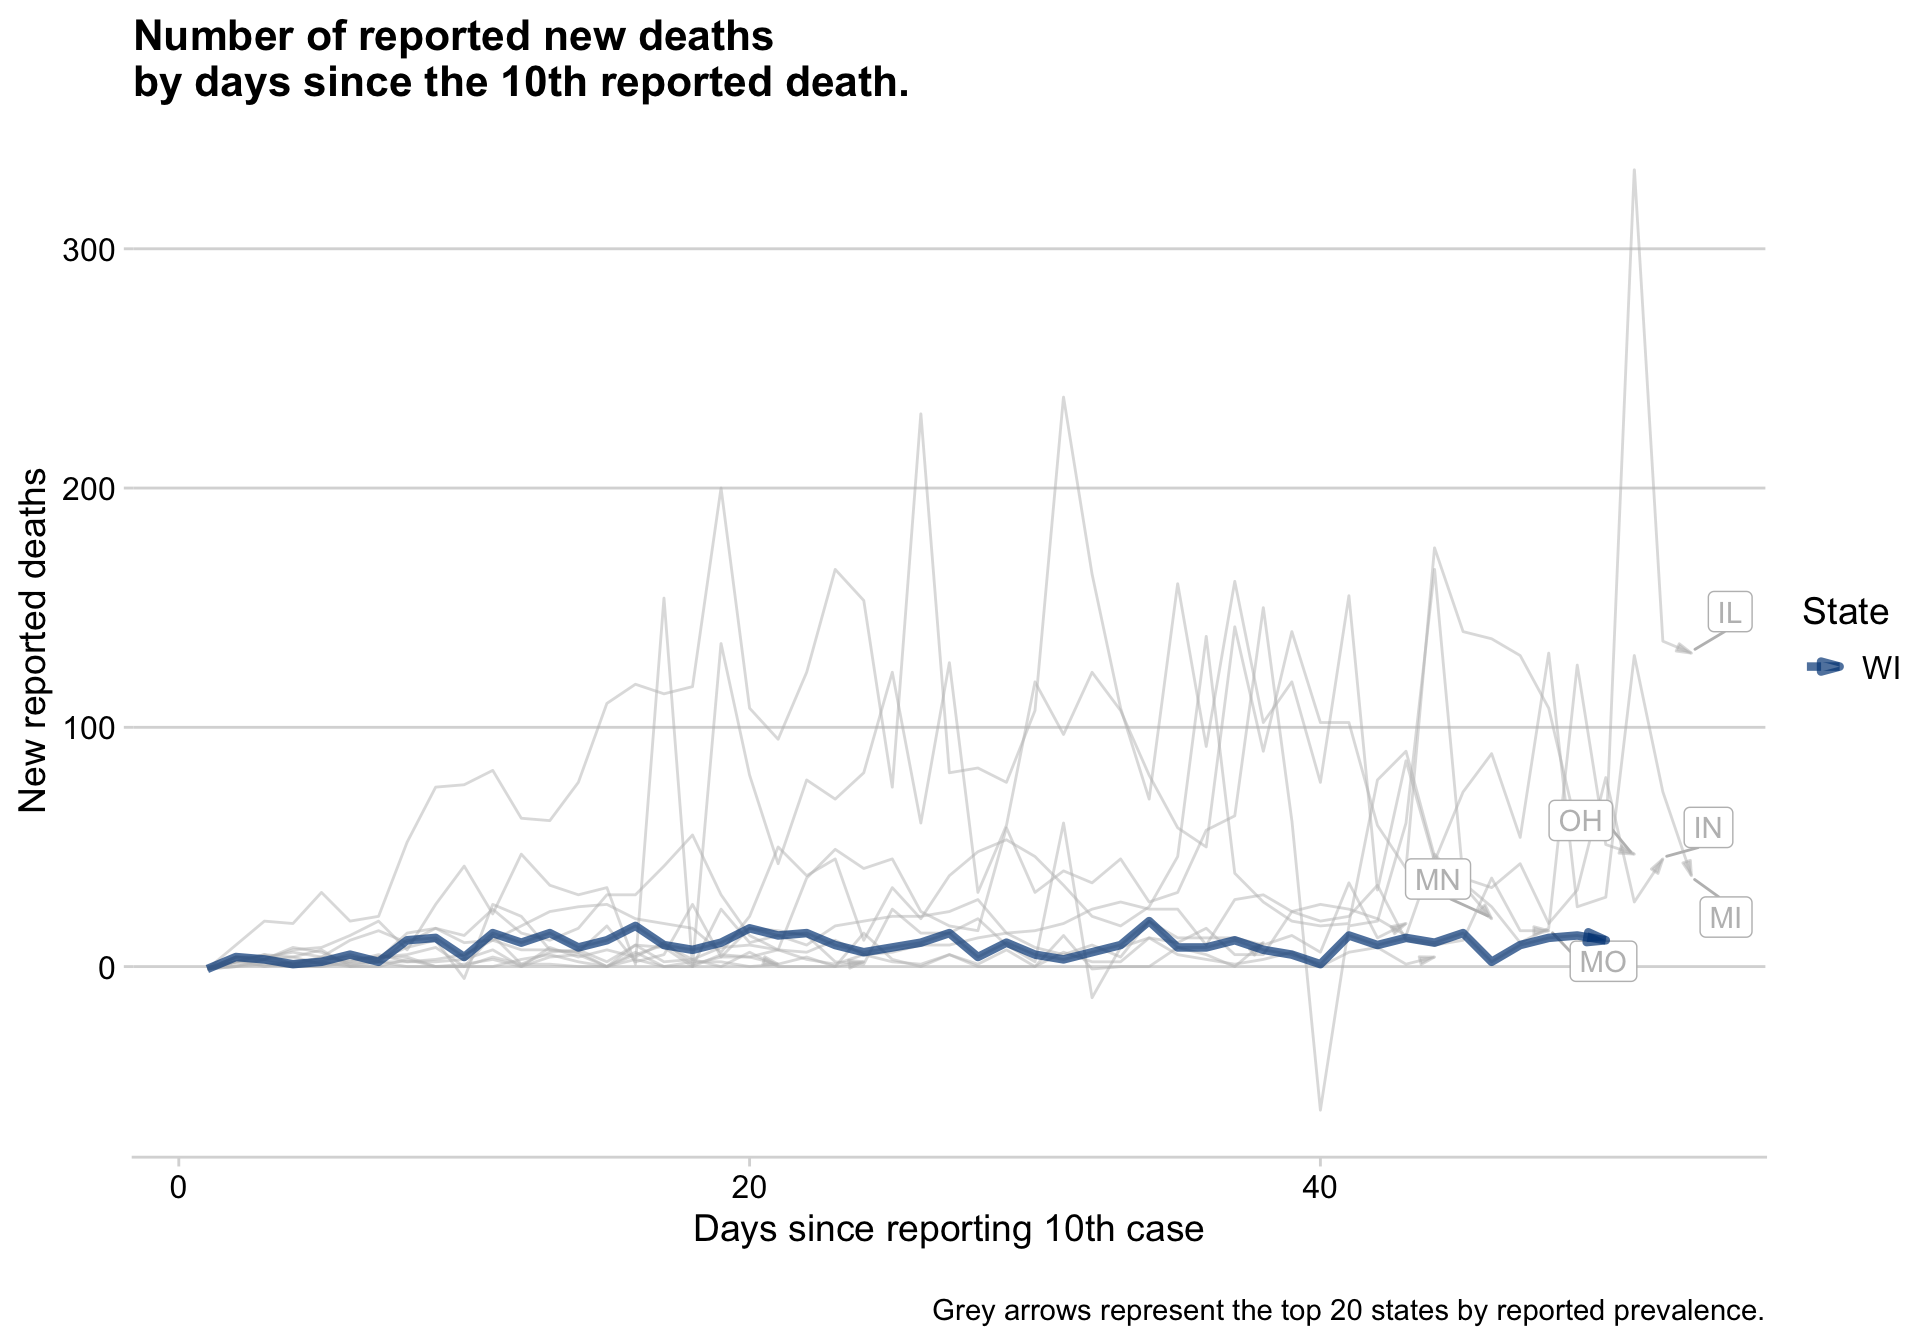 Number of reported new deaths
by days since the 10th reported death.
New reported deaths
300
200
100
0
IL
OH
IN
MN
MI
MO
State
WI
0
20
40
Days since reporting 10th case
Grey arrows represent the top 20 states by reported prevalence.